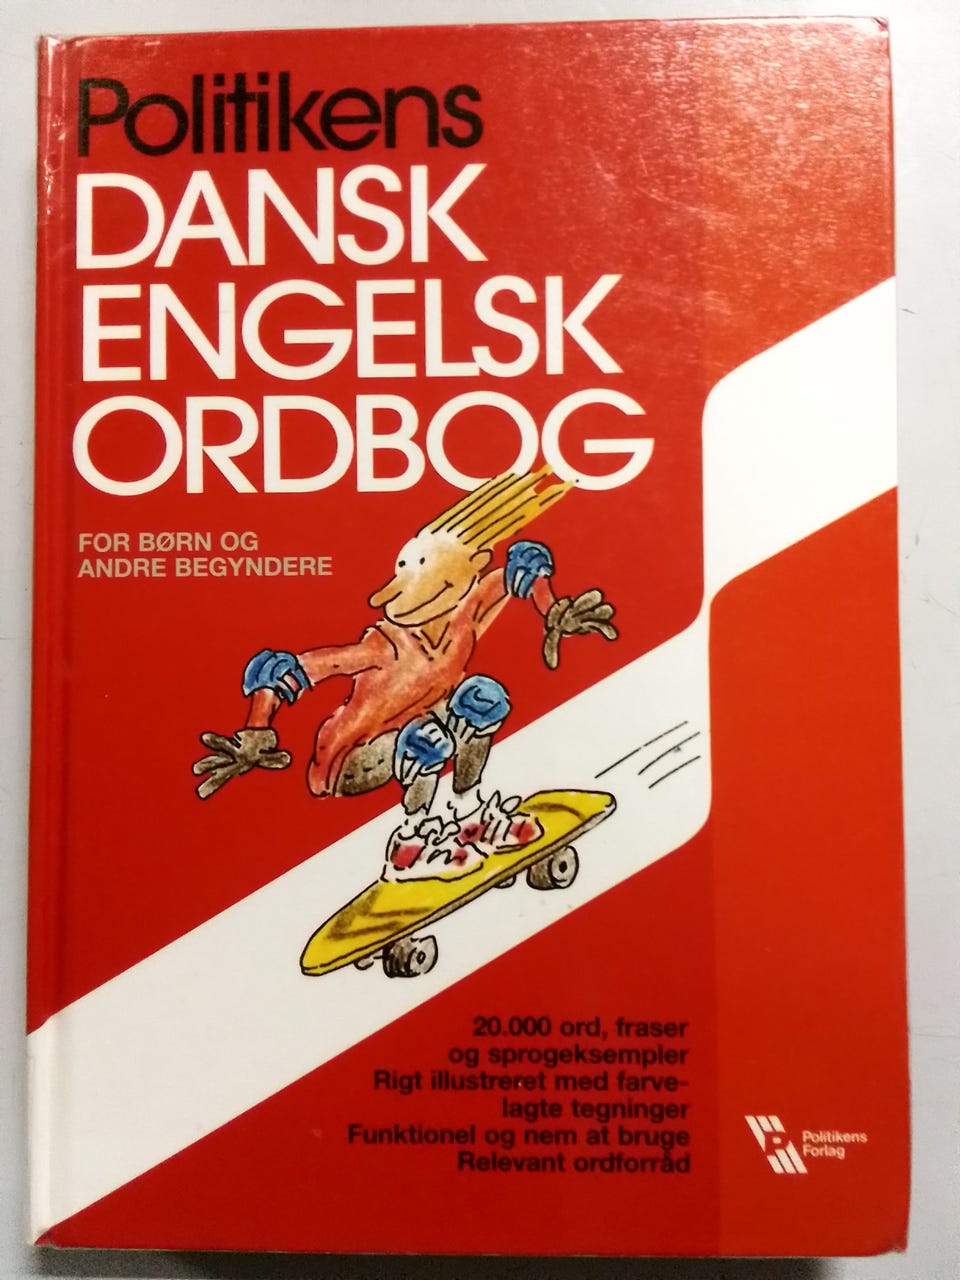 Politikens
DANSK
ENGELSK
ORDBOG
FOR BØRN OG
ANDRE BEGYNDERE
20.000 ord, fraser
og sprogeksempler
Rigt illustreret med farve-
lagte tegninger
Funktionel og nem at bruge
Relevant ordforråd
P
Politikens
Forlag